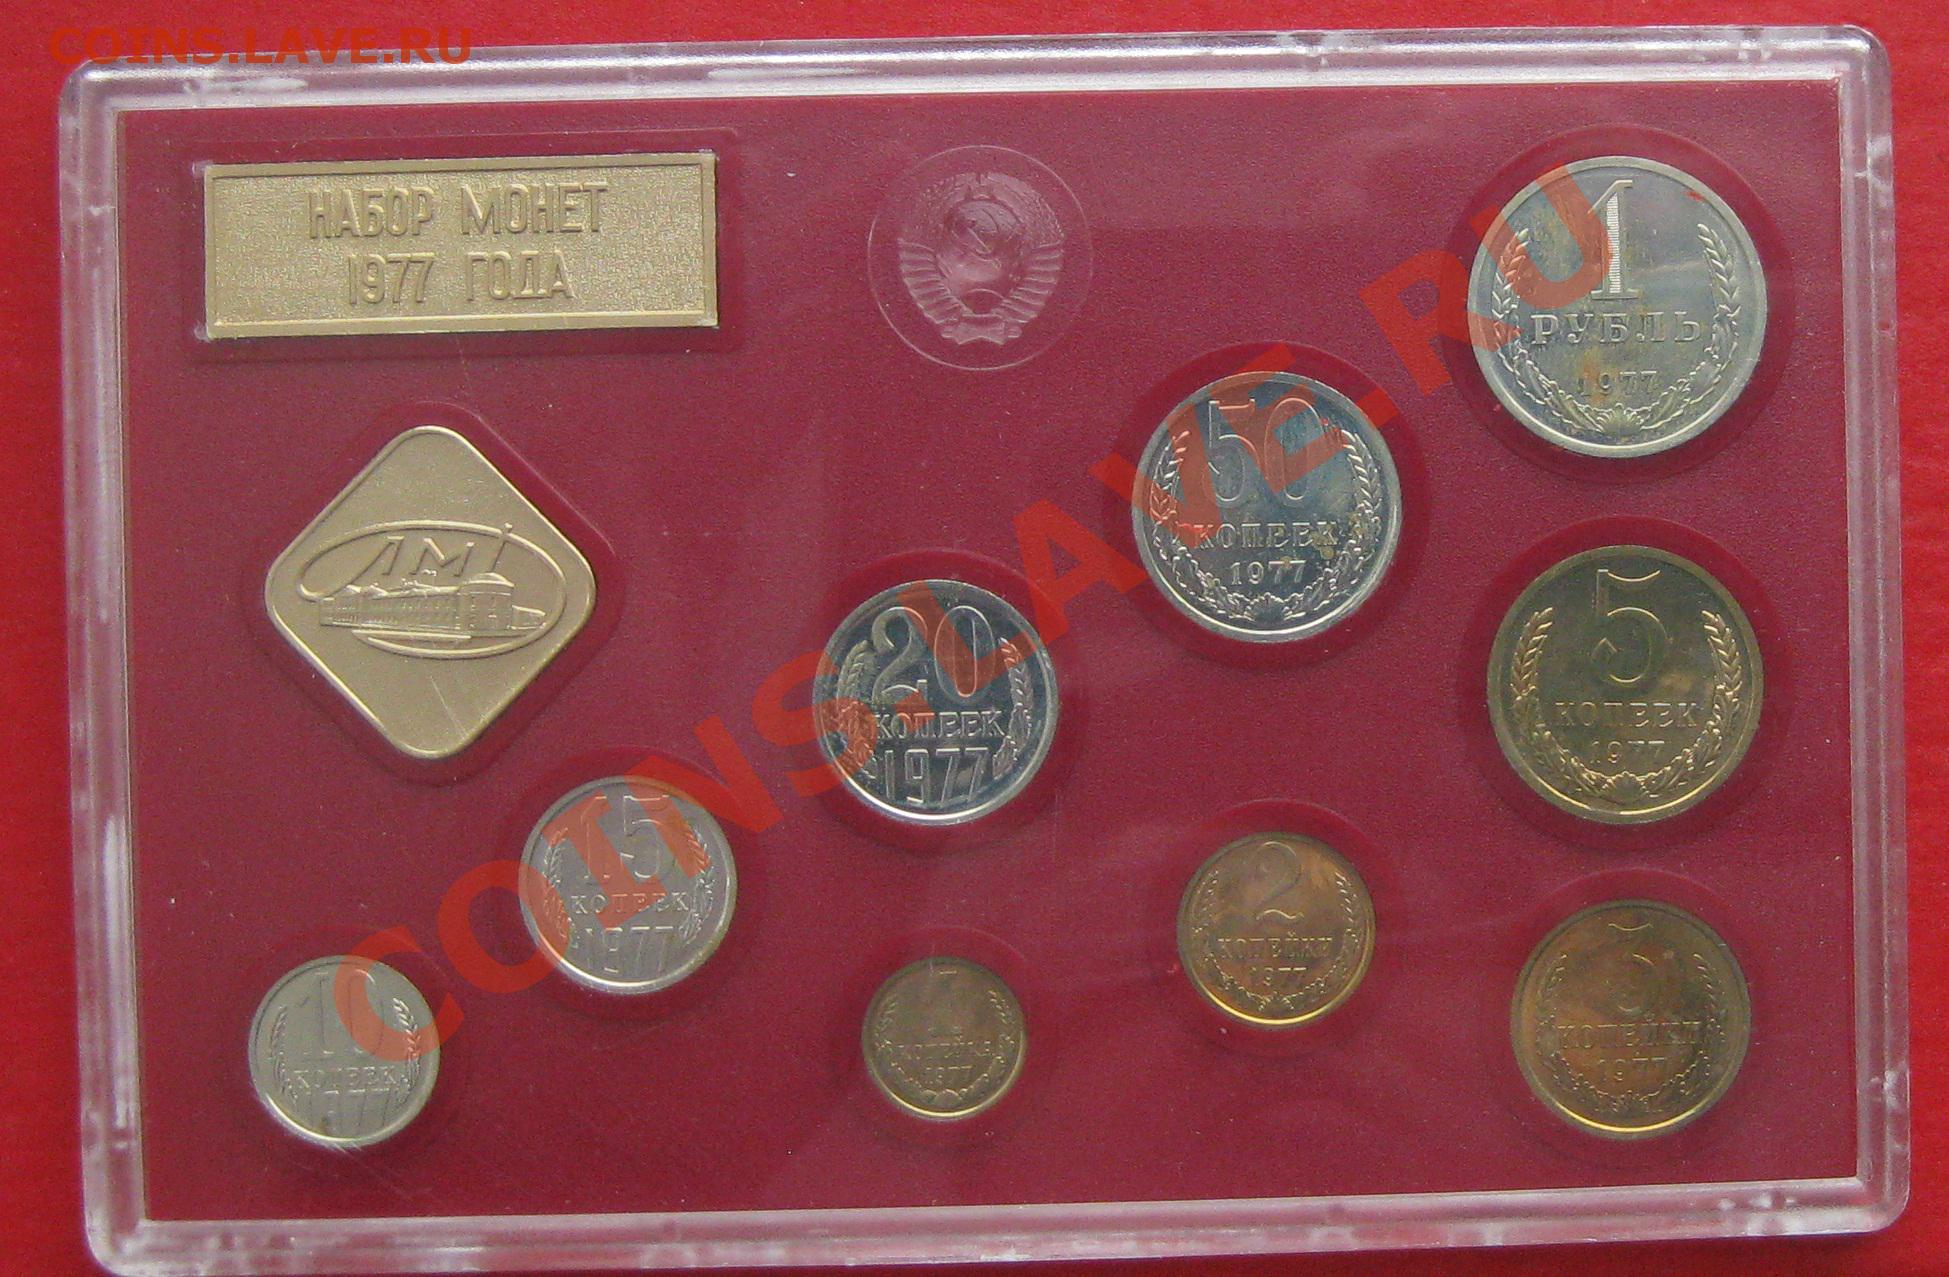 COINS.LAVE.RU
НАБОР МОНЕТ
1977 ГОДА
1
РУБЛЬ
1977
50
КОПЕЕК
1977
ЛМД
20
КОПЕЕК
1977
5
КОПЕЕК
1977
15
КОПЕЕК
1977
2
КОПЕЙКИ
1977
3
КОПЕЙКИ
1977
10
КОПЕЕК
1977
1
КОПЕЙКА
1977
COINS.LAVE.RU